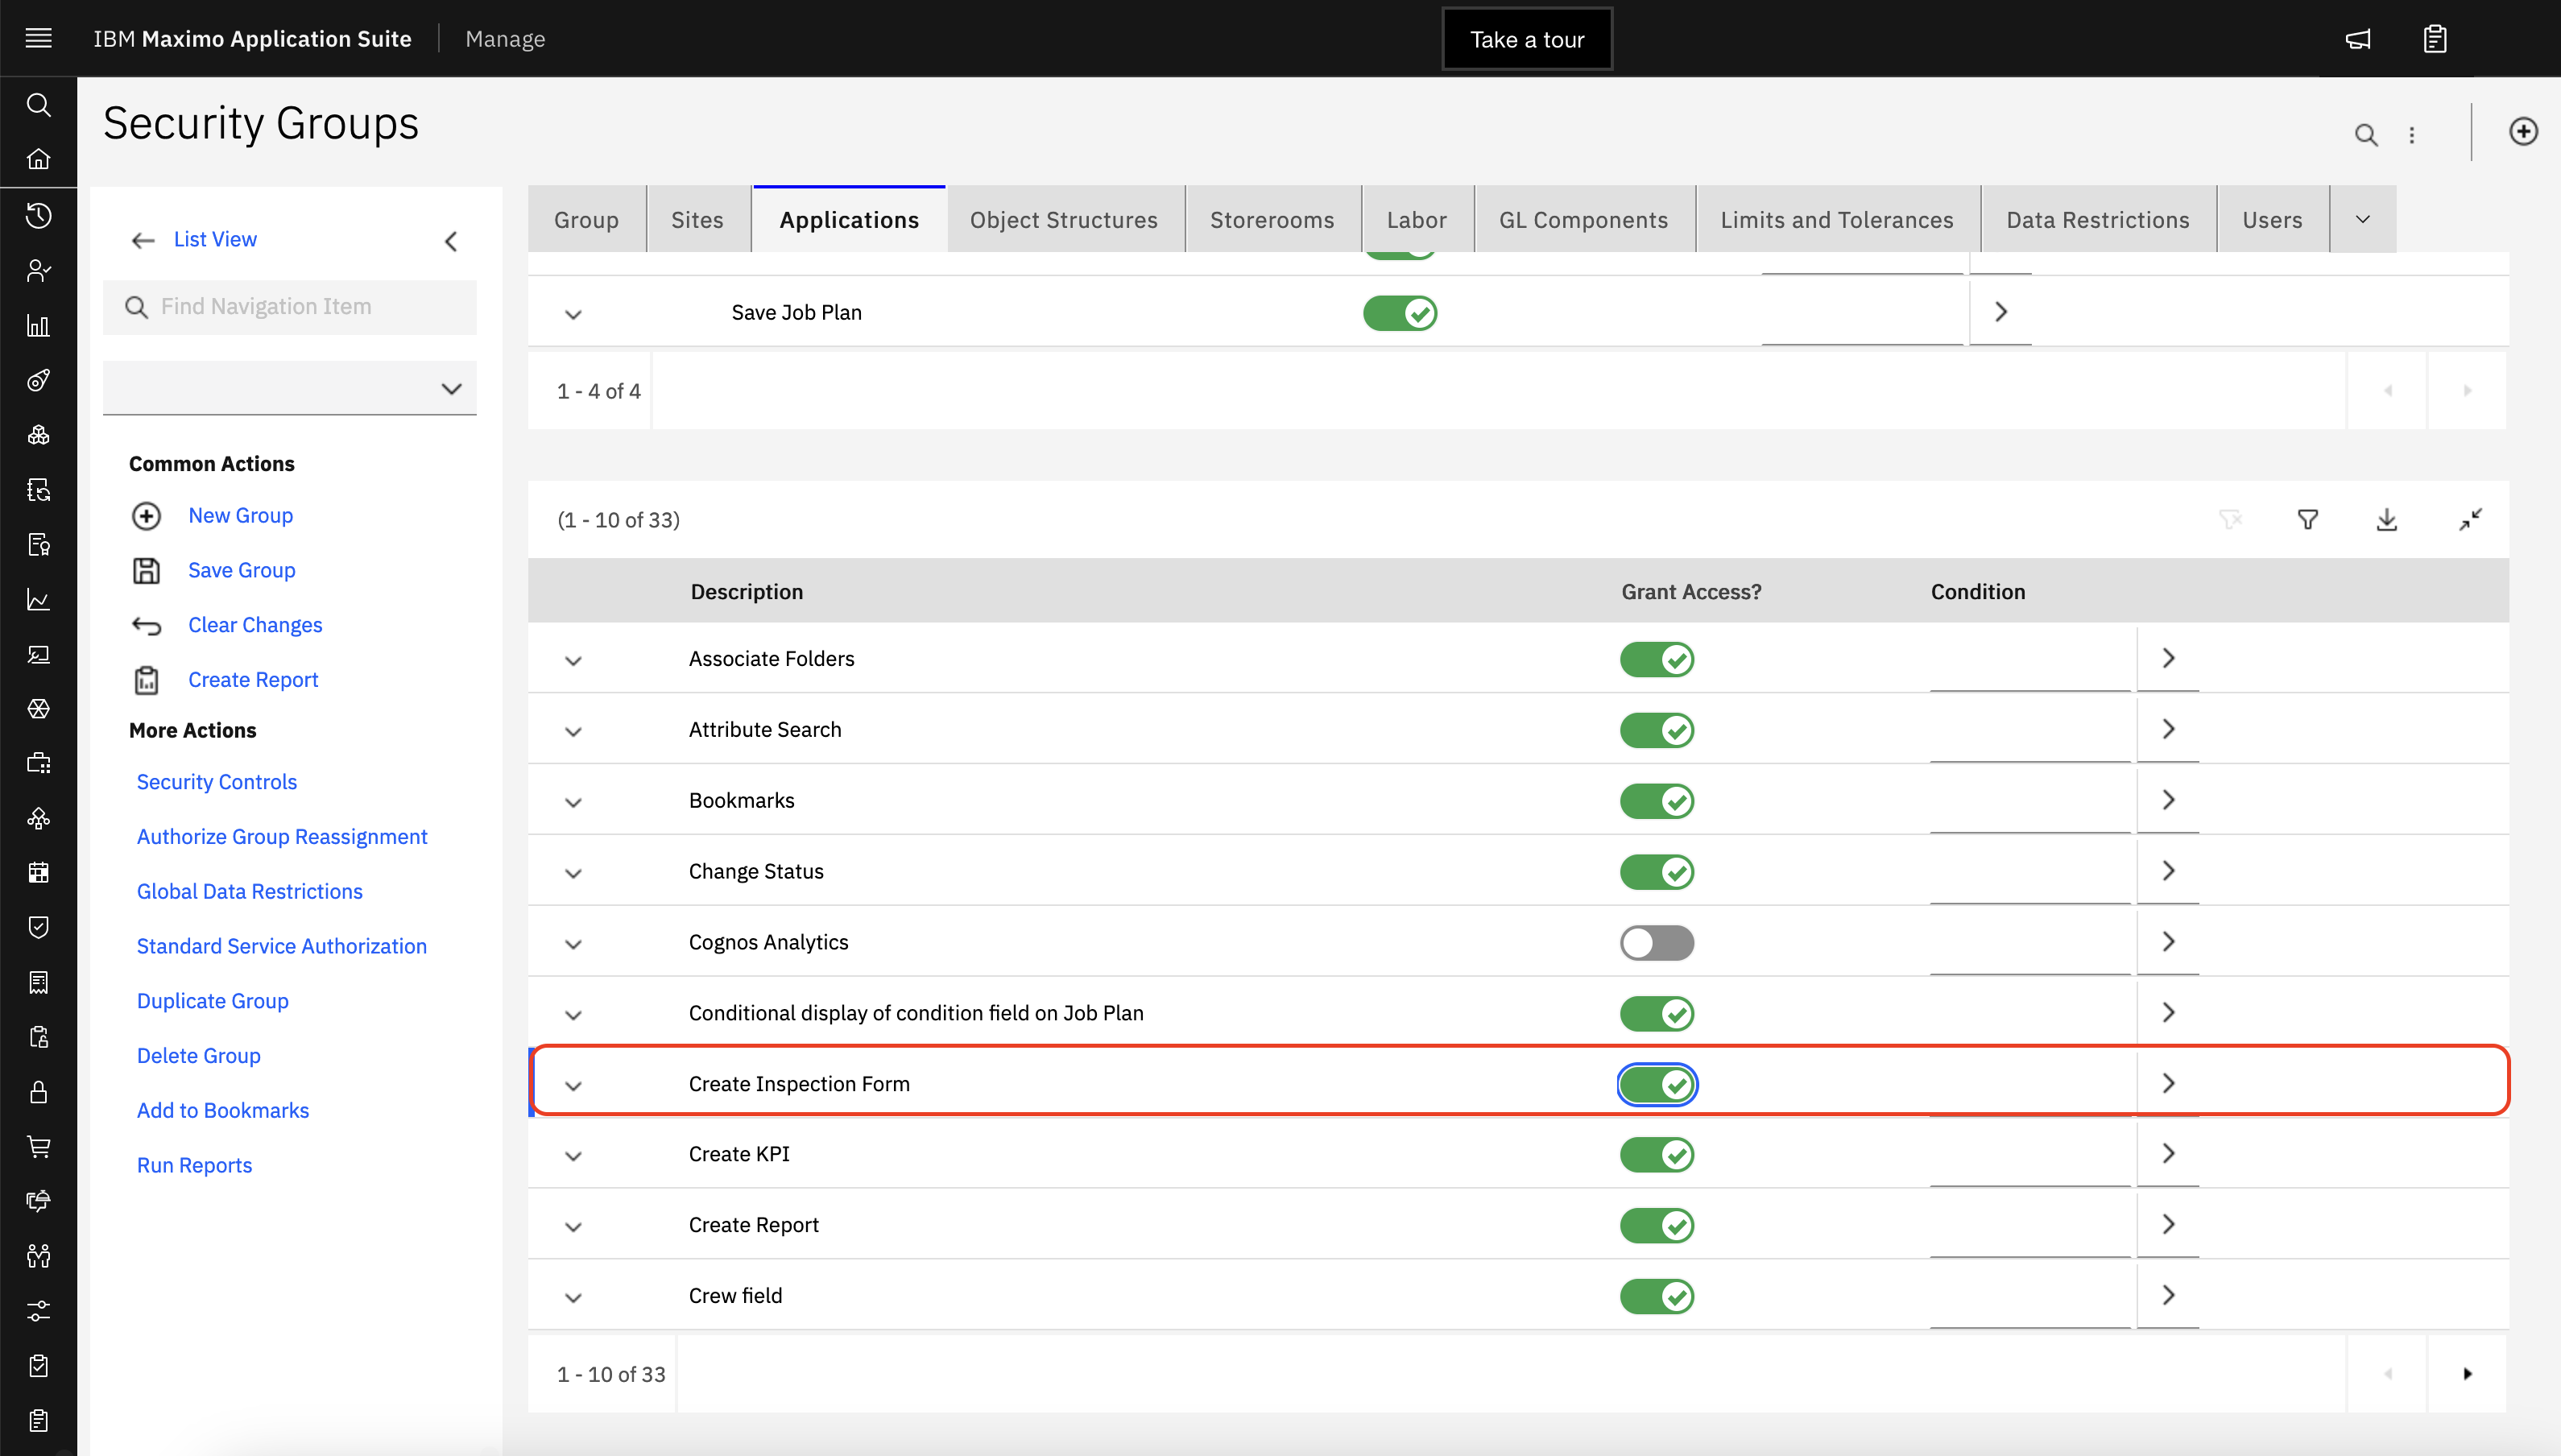 IBM Maximo Application Suite
Manage
Take a tour
Security Groups
List View
Find Navigation Item
Common Actions
New Group
Save Group
Clear Changes
Create Report
More Actions
Security Controls
Authorize Group Reassignment
Global Data Restrictions
Standard Service Authorization
Duplicate Group
Delete Group
Add to Bookmarks
Run Reports
Group
Sites
Applications
Object Structures
Storerooms
Labor
GL Components
Limits and Tolerances
Data Restrictions
Users
Save Job Plan
1 - 4 of 4
(1 - 10 of 33)
Description
Grant Access?
Condition
Associate Folders
Attribute Search
Bookmarks
Change Status
Cognos Analytics
Conditional display of condition field on Job Plan
Create Inspection Form
Create KPI
Create Report
Crew field
1 - 10 of 33